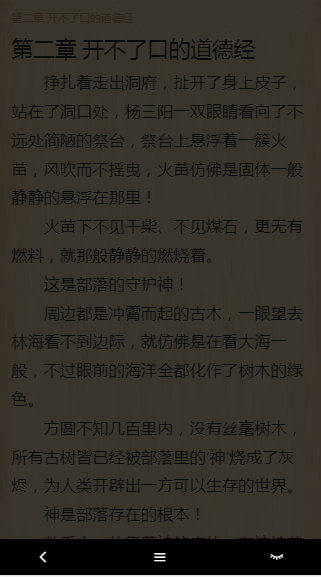 第二章 开不了口的道德经
第二章 开不了口的道德经
挣扎着走出洞府，扯开了身上皮子，
站在了洞口处，杨三阳一双眼睛看向了不
远处简陋的祭台，祭台上悬浮着一簇火
苗，风吹而不摇曳，火苗仿佛是固体一般
静静的悬浮在那里！
火苗下不见干柴、不见煤石，更无有
燃料，就那般静静的燃烧着。
这是部落的守护神！
周边都是冲霄而起的古木，一眼望去
林海看不到边际，就仿佛是在看大海一
般，不过眼前的海洋全都化作了树木的绿
色。
方圆不知几百里内，没有丝毫树木，
所有古树皆已经被部落里的‘神’烧成了灰
烬，为人类开辟出一方可以生存的世界。
神是部落存在的根本！